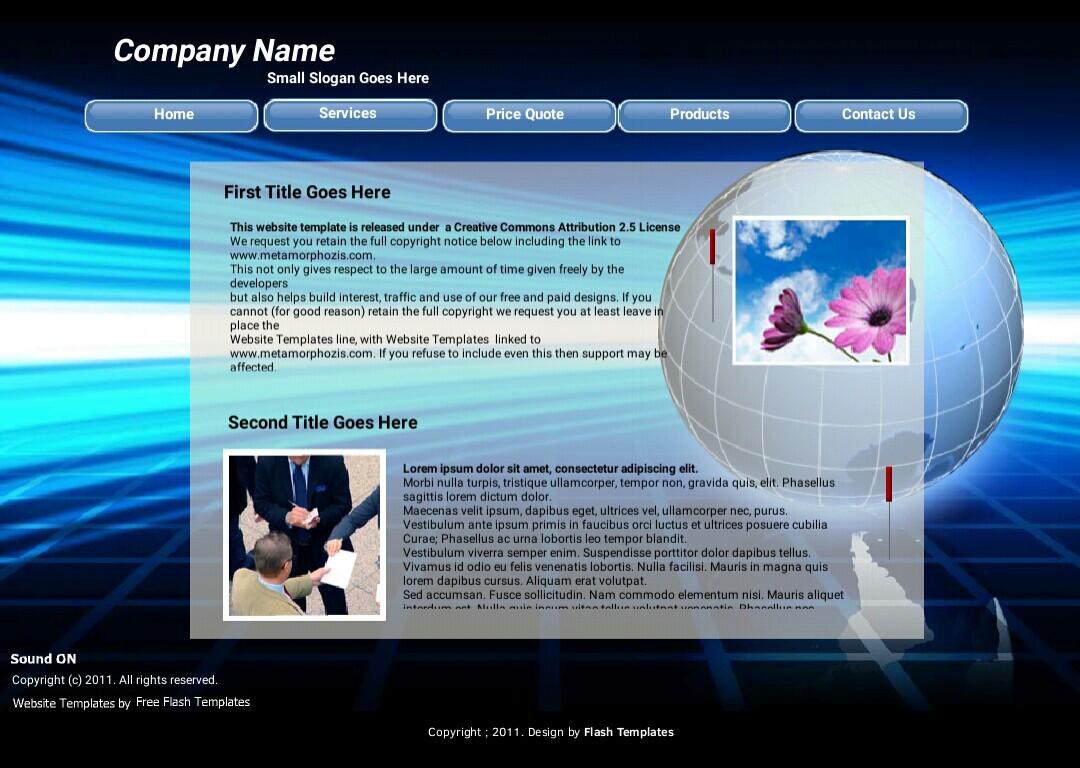 Company Name
Small Slogan Goes Here
Home
Services
Price Quote
Products
Contact Us
First Title Goes Here
This website template is released under  a Creative Commons Attribution 2.5 License
We request you retain the full copyright notice below including the link to
www.metamorphozis.com.
This not only gives respect to the large amount of time given freely by the
developers
but also helps build interest, traffic and use of our free and paid designs. If you
cannot (for good reason) retain the full copyright we request you at least leave in
place the
Website Templates line, with Website Templates  linked to
www.metamorphozis.com. If you refuse to include even this then support may be
affected.
Second Title Goes Here
Lorem ipsum dolor sit amet, consectetur adipiscing elit.
Morbi nulla turpis, tristique ullamcorper, tempor non, gravida quis, elit. Phasellus
sagittis lorem dictum dolor.
Maecenas velit ipsum, dapibus eget, ultrices vel, ullamcorper nec, purus.
Vestibulum ante ipsum primis in faucibus orci luctus et ultrices posuere cubilia
Curae; Phasellus ac urna lobortis leo tempor blandit.
Vestibulum viverra semper enim. Suspendisse porttitor dolor dapibus tellus.
Vivamus id odio eu felis venenatis lobortis. Nulla facilisi. Mauris in magna quis
lorem dapibus cursus. Aliquam erat volutpat.
Sed accumsan. Fusce sollicitudin. Nam commodo elementum nisi. Mauris aliquet
interdum est. Nulla quis ipsum vitae tellus volutpat venenatis. Phasellus nec
Sound ON
Copyright (c) 2011. All rights reserved.
Website Templates by Free Flash Templates
Copyright ; 2011. Design by Flash Templates